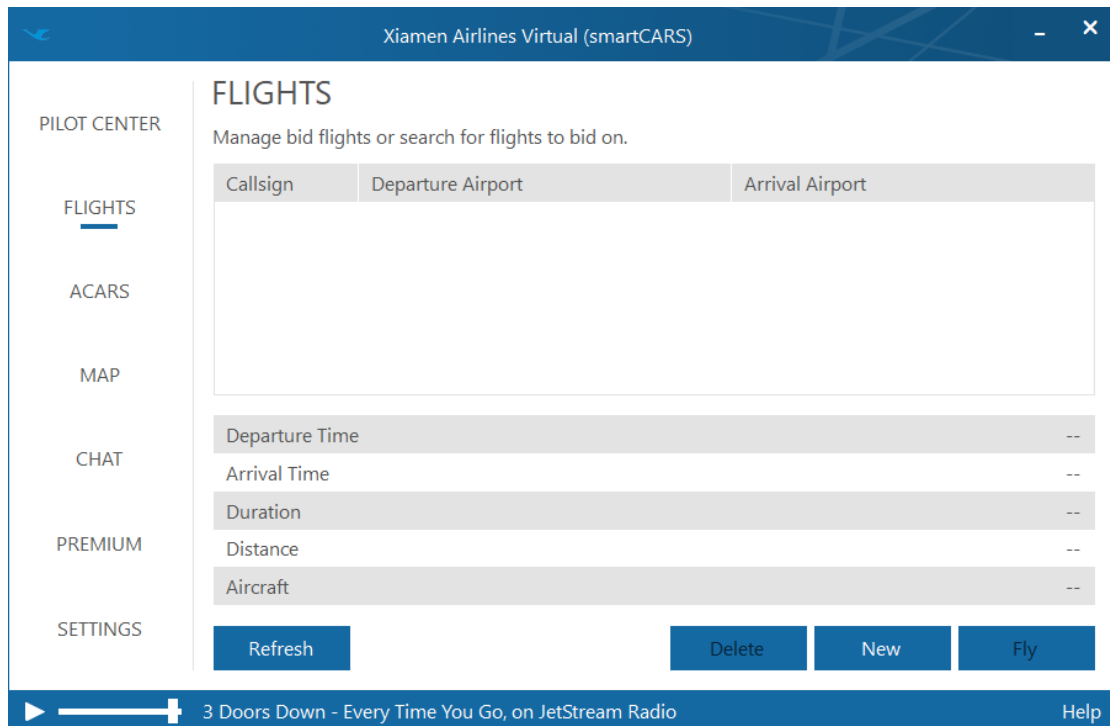 Xiamen Airlines Virtual (smartCARS)
PILOT CENTER
FLIGHTS
ACARS
MAP
CHAT
PREMIUM
SETTINGS
FLIGHTS
Manage bid flights or search for flights to bid on.
Callsign Departure Airport Arrival Airport
Departure Time --
Arrival Time --
Duration --
Distance --
Aircraft --
Refresh Delete New Fly
3 Doors Down - Every Time You Go, on JetStream Radio Help